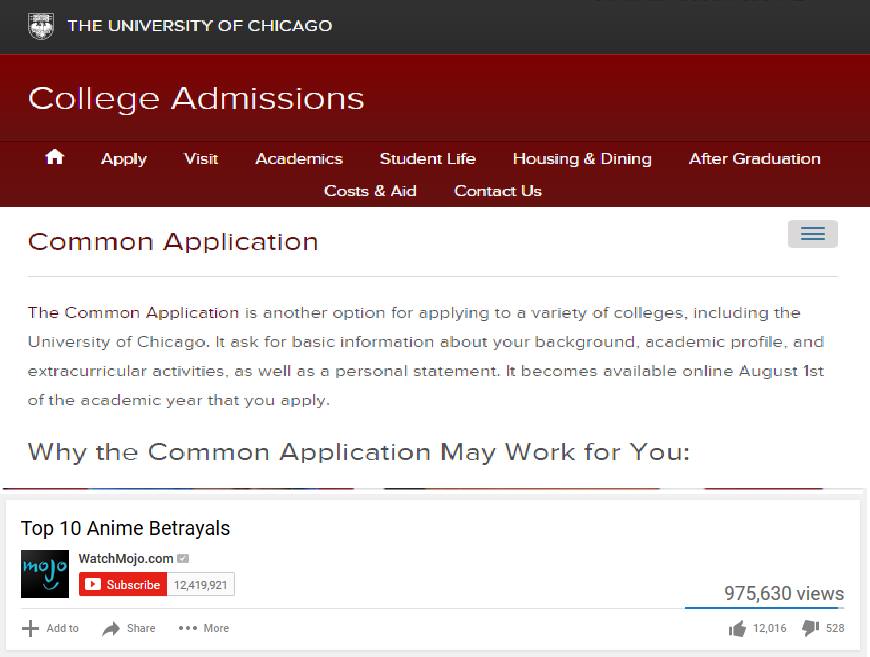 THE UNIVERSITY OF CHICAGO
College Admissions
Apply Visit Academics Student Life Housing & Dining After Graduation
Costs & Aid Contact Us
Common Application
The Common Application is another option for applying to a variety of colleges, including the
University of Chicago. It ask for basic information about your background, academic profile, and
extracurricular activities, as well as a personal statement. It becomes available online August 1st
of the academic year that you apply.
Why the Common Application May Work for You:
Top 10 Anime Betrayals
mojo
WatchMojo.com
Subscribe 12,419,921
975,630 views
Add to Share More 12,016 528